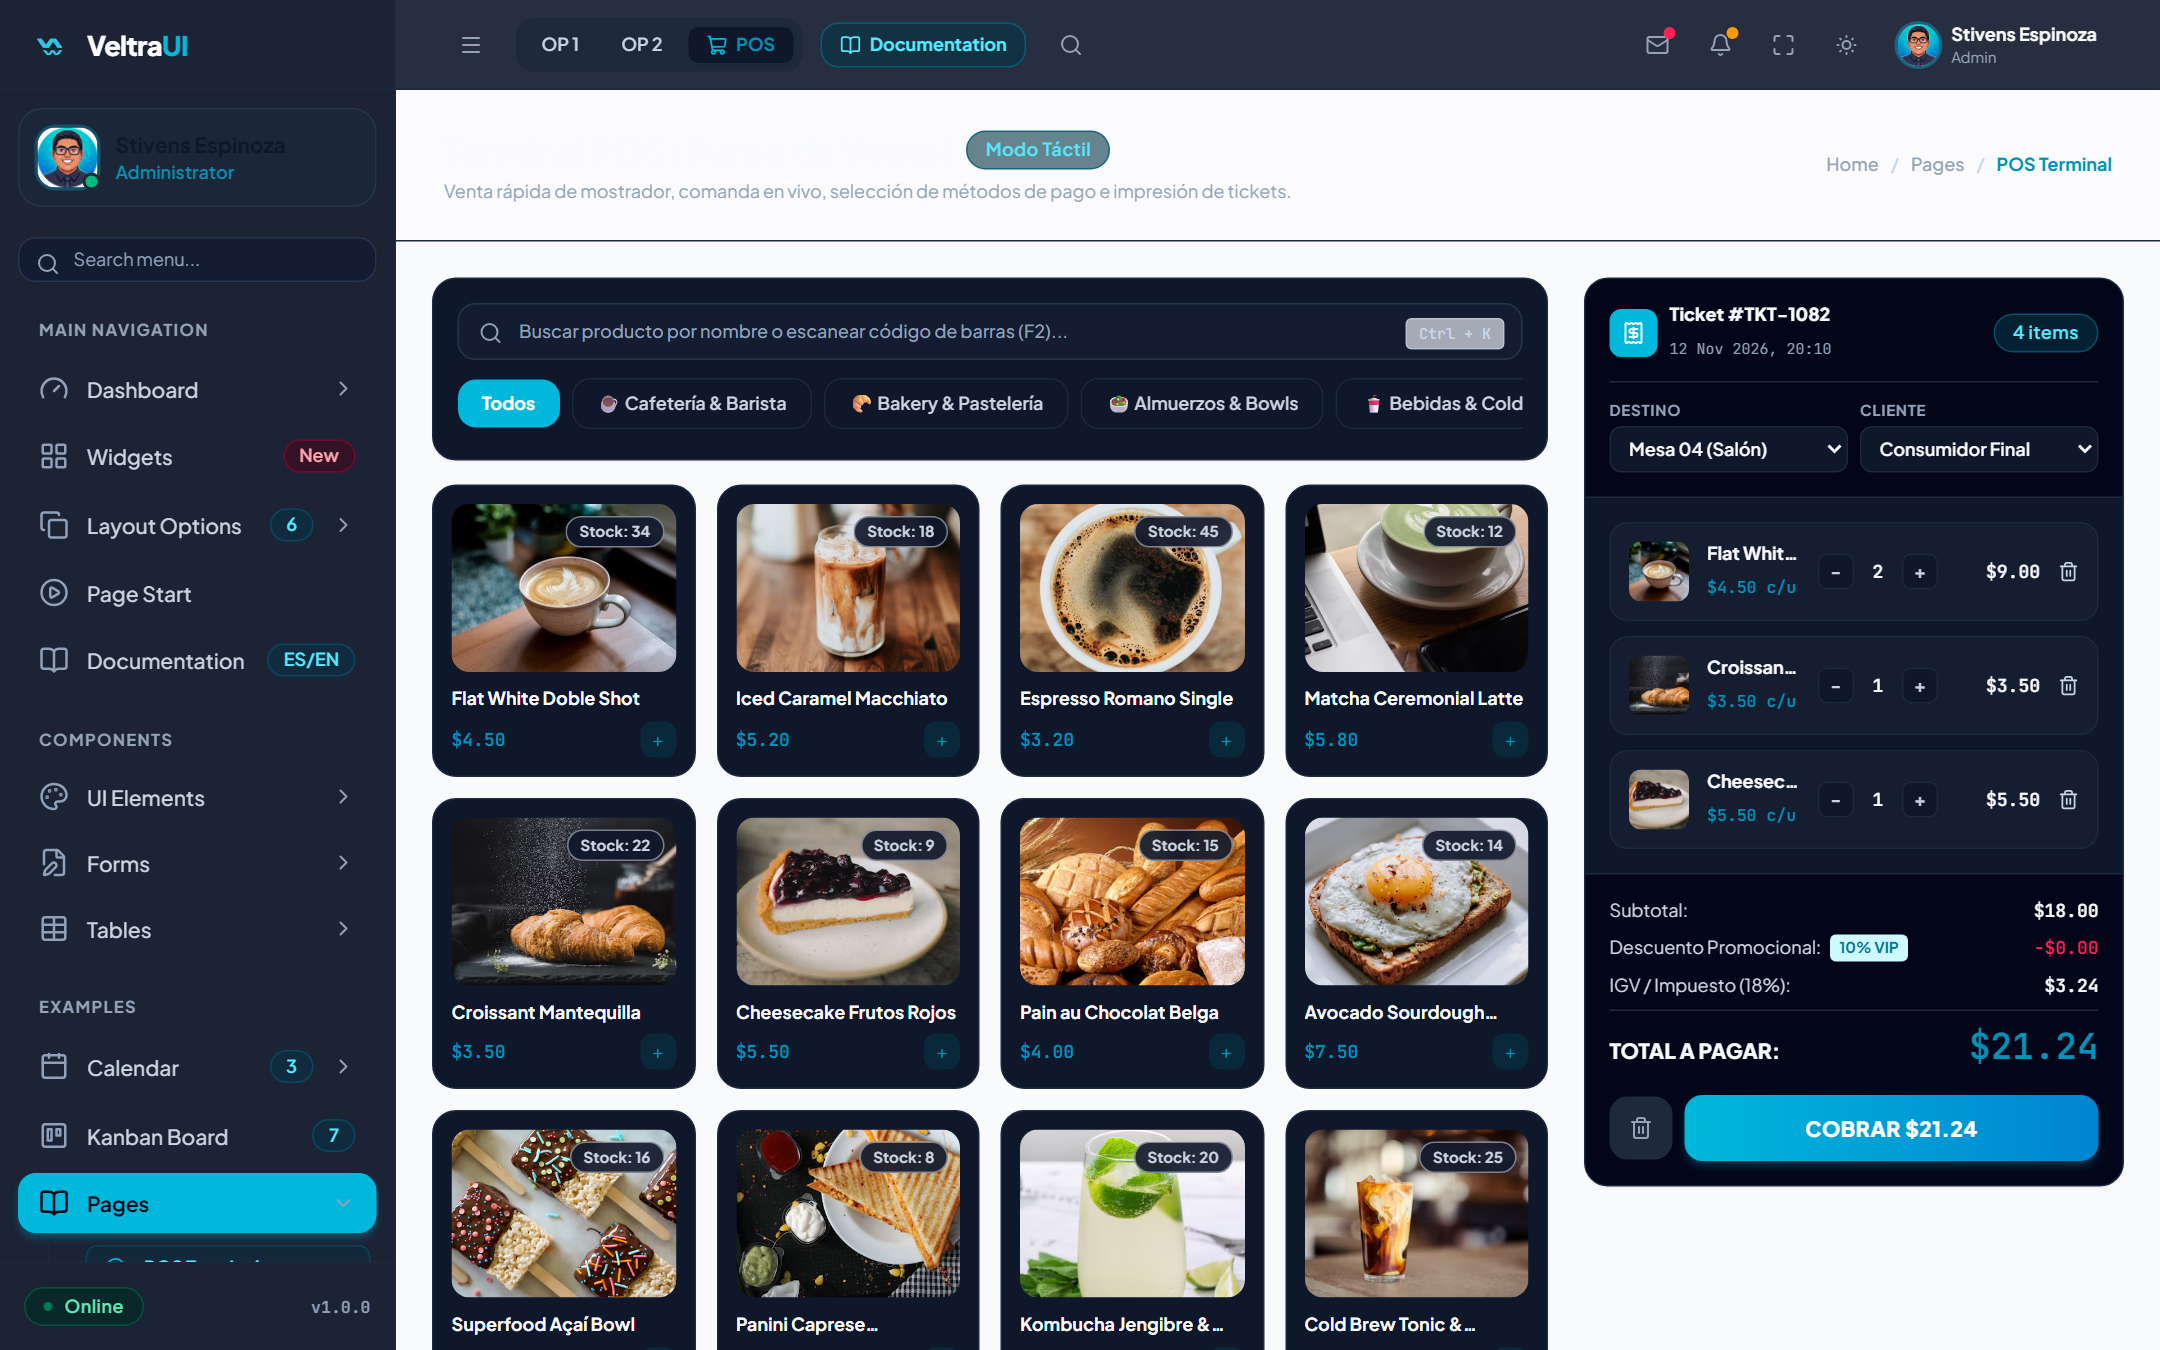 VeltraUI
OP 1
OP 2
POS
Documentation
Stivens Espinoza
Admin
Stivens Espinoza
Administrator
Search menu...
MAIN NAVIGATION
Dashboard
Widgets
New
Layout Options
6
Page Start
Documentation
ES/EN
COMPONENTS
UI Elements
Forms
Tables
EXAMPLES
Calendar
3
Kanban Board
7
Pages
Online
v1.0.0
Modo Táctil
Venta rápida de mostrador, comanda en vivo, selección de métodos de pago e impresión de tickets.
Home / Pages / POS Terminal
Buscar producto por nombre o escanear código de barras (F2)...
Ctrl + K
Todos
Cafetería & Barista
Bakery & Pastelería
Almuerzos & Bowls
Bebidas & Cold
Stock: 34
Flat White Doble Shot
$4.50
+
Stock: 18
Iced Caramel Macchiato
$5.20
+
Stock: 45
Espresso Romano Single
$3.20
+
Stock: 12
Matcha Ceremonial Latte
$5.80
+
Stock: 22
Croissant Mantequilla
$3.50
+
Stock: 9
Cheesecake Frutos Rojos
$5.50
+
Stock: 15
Pain au Chocolat Belga
$4.00
+
Stock: 14
Avocado Sourdough...
$7.50
+
Stock: 16
Superfood Açaí Bowl
Stock: 8
Panini Caprese...
Stock: 20
Kombucha Jengibre & ...
Stock: 25
Cold Brew Tonic & ...
Ticket #TKT-1082
12 Nov 2026, 20:10
4 items
DESTINO
Mesa 04 (Salón)
CLIENTE
Consumidor Final
Flat Whit...
$4.50 c/u
- 2 +
$9.00
Croissan...
$3.50 c/u
- 1 +
$3.50
Cheesec...
$5.50 c/u
- 1 +
$5.50
Subtotal:
$18.00
Descuento Promocional:
10% VIP
-$0.00
IGV / Impuesto (18%):
$3.24
TOTAL A PAGAR:
$21.24
COBRAR $21.24